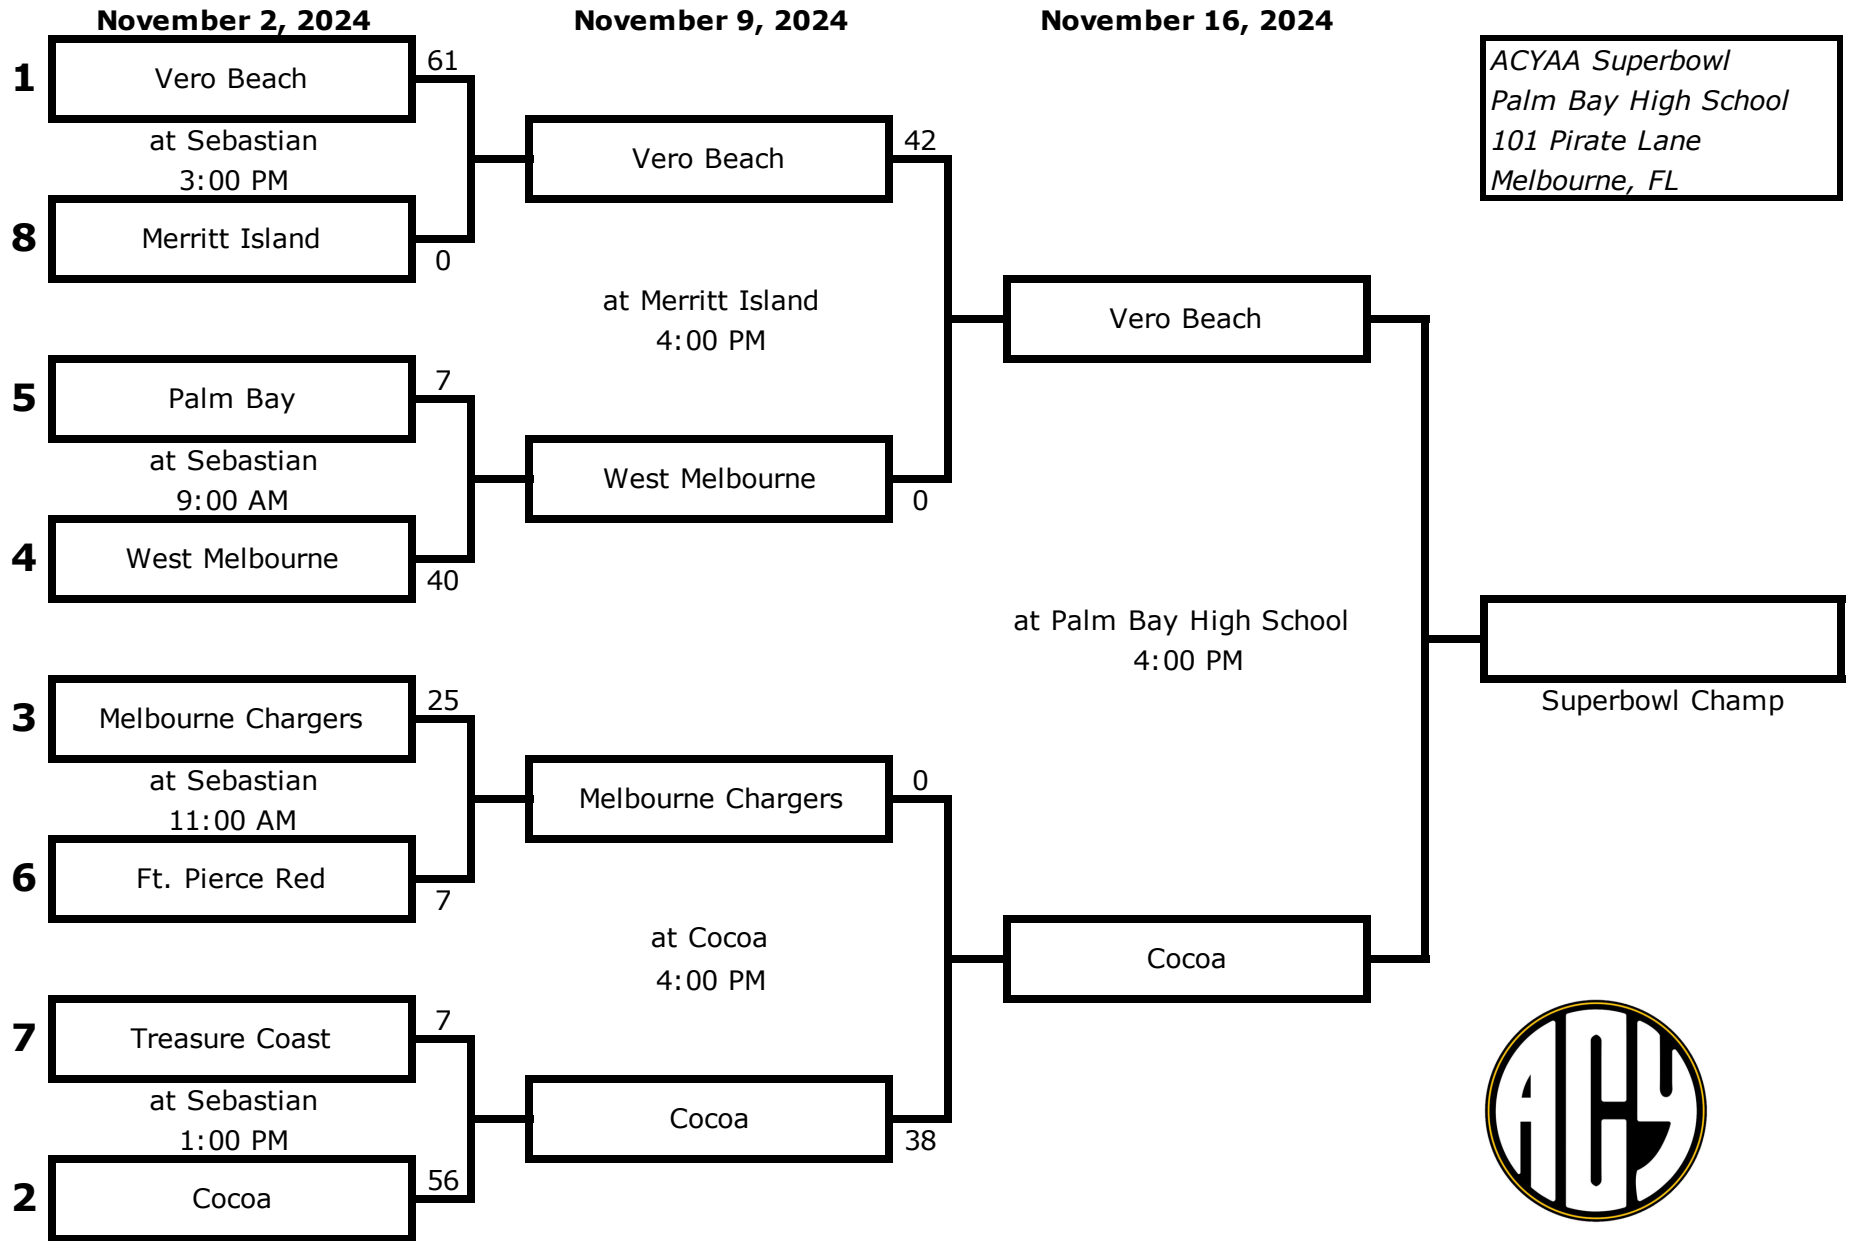 November 2, 2024
November 9, 2024
November 16, 2024
ACYAA Superbowl
Palm Bay High School
101 Pirate Lane
Melbourne, FL
1
Vero Beach
61
at Sebastian
3:00 PM
8
Merritt Island
0
5
Palm Bay
7
at Sebastian
9:00 AM
4
West Melbourne
40
3
Melbourne Chargers
25
at Sebastian
11:00 AM
6
Ft. Pierce Red
7
7
Treasure Coast
7
at Sebastian
1:00 PM
2
Cocoa
56
Vero Beach
42
at Merritt Island
4:00 PM
West Melbourne
0
Melbourne Chargers
0
at Cocoa
4:00 PM
Cocoa
38
Vero Beach
at Palm Bay High School
4:00 PM
Cocoa
Superbowl Champ
ACY